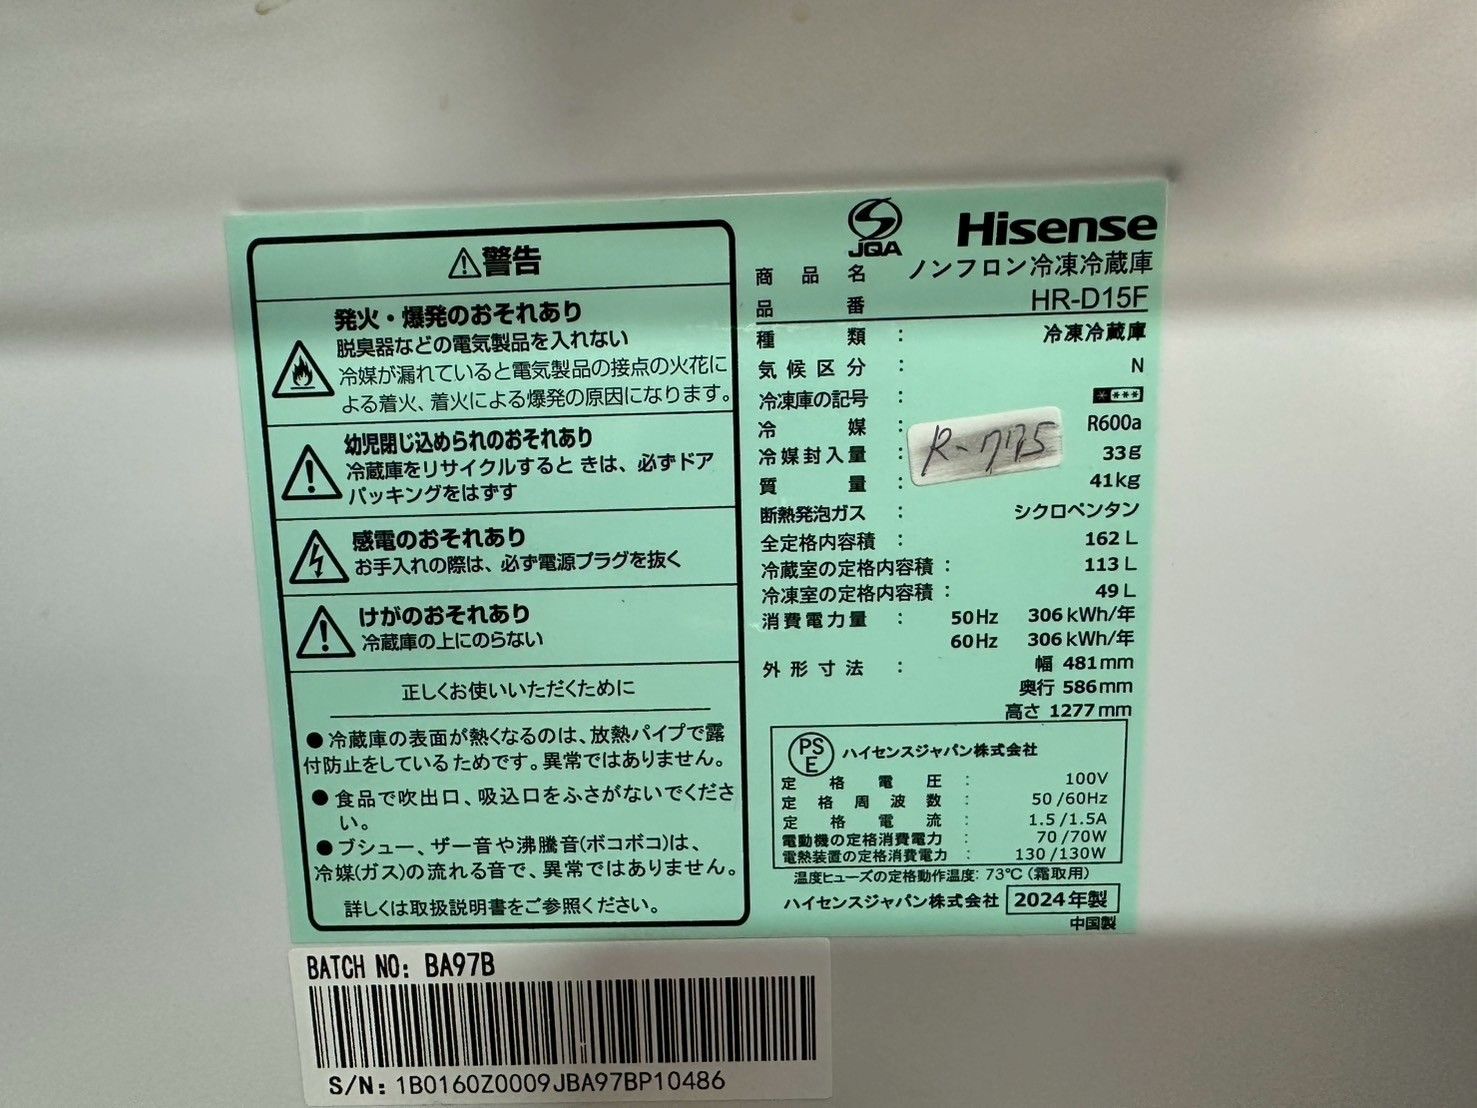 ⚠警告
発火・爆発のおそれあり
脱臭器などの電気製品を入れない
冷媒が漏れていると電気製品の接点の火花に
よる着火、着火による爆発の原因になります。
幼児閉じ込められのおそれあり
冷蔵庫をリサイクルすると きは、必ずドア
パッキングをはずす
感電のおそれあり
お手入れの際は、必ず電源プラグを抜く
けがのおそれあり
冷蔵庫の上にのらない
正しくお使いいただくために
●冷蔵庫の表面が熱くなるのは、放熱パイプで露
付防止をしているためです。異常ではありません。
●食品で吹出口、吸込口をふさがないでくださ
い。
●ブシュー、ザー音や沸騰音(ボコボコ)は、
冷媒(ガス)の流れる音で、異常ではありません。
詳しくは取扱説明書をご参照ください。
JQA
Hisense
商品名 ノンフロン冷凍冷蔵庫
品番 HR-D15F
種類 : 冷凍冷蔵庫
気候区分 : N
冷凍庫の記号 : ****
冷媒 : R600a
冷媒封入量 : 33g
質量 : 41kg
断熱発泡ガス : シクロペンタン
全定格内容積 : 162L
冷蔵室の定格内容積 : 113L
冷凍室の定格内容積 : 49L
消費電力量 : 50Hz 306kWh/年
60Hz 306kWh/年
外形寸法 : 幅 481mm
奥行 586mm
高さ 1277mm
PSE ハイセンスジャパン株式会社
定格電圧 : 100V
定格周波数 : 50/60Hz
定格電流 : 1.5/1.5A
電動機の定格消費電力 : 70/70W
電熱装置の定格消費電力 : 130/130W
温度ヒューズの定格動作温度: 73℃(霜取用)
ハイセンスジャパン株式会社 2024年製
中国製
BATCH NO: BA97B
S/N: 1B0160Z0009JBA97BP10486